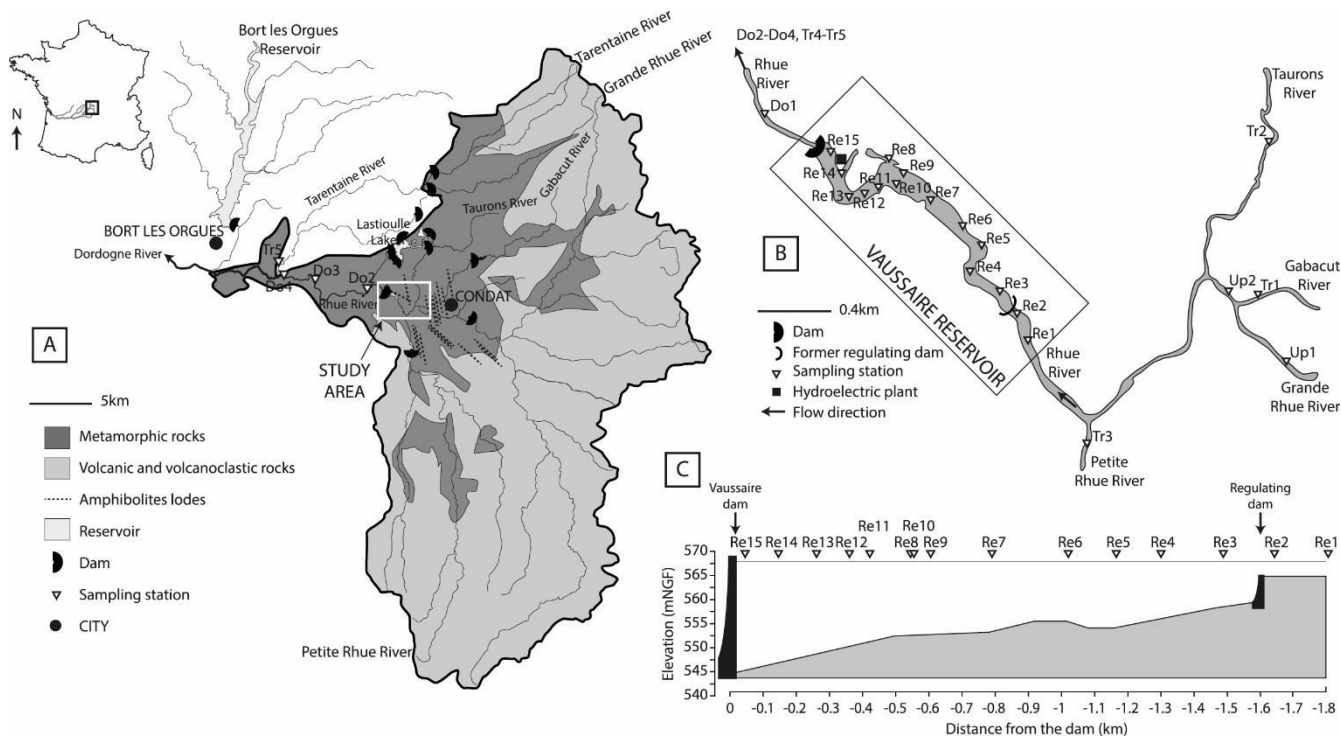 Bort les Orgues
Reservoir
Tarentaine River
Grande Rhue River
N
Tarentaine River
Gabacut River
Taurons River
Lastioulle
Lake
BORT LES ORGUES
Dordogne River
Tr5
Do4
Do3
Do2
Rhue River
CONDAT
A
STUDY
AREA
5km
Metamorphic rocks
Volcanic and volcanoclastic rocks
Amphibolites lodes
Reservoir
Dam
Sampling station
CITY
Petite Rhue River
Do2-Do4, Tr4-Tr5
Rhue
River
Do1
Re15
Re14
Re13
Re12
Re11
Re8
Re9
Re10
Re7
Re6
Re5
Re4
Re3
Re2
Re1
VAUSSAIRE RESERVOIR
Rhue
River
B
0.4km
Dam
Former regulating dam
Sampling station
Hydroelectric plant
Flow direction
Taurons
River
Tr2
Gabacut
River
Up2
Tr1
Up1
Grande
Rhue River
Tr3
Petite
Rhue River
C
Vaussaire
dam
Regulating
dam
Re11 Re10
Re15 Re14 Re13 Re12 Re8 Re9 Re7 Re6 Re5 Re4 Re3 Re2 Re1
Elevation (mNGF)
570
565
560
555
550
545
540
0 -0.1 -0.2 -0.3 -0.4 -0.5 -0.6 -0.7 -0.8 -0.9 -1 -1.1 -1.2 -1.3 -1.4 -1.5 -1.6 -1.7 -1.8
Distance from the dam (km)